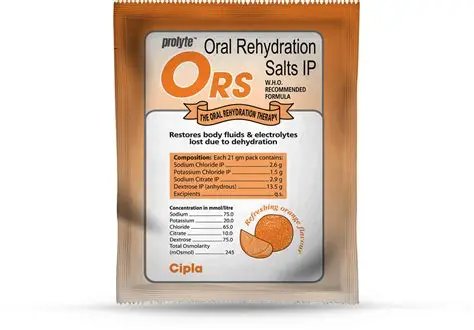 prolyte™ Oral Rehydration
Salts IP
ORS
W.H.O.
RECOMMENDED
FORMULA
THE ORAL REHYDRATION THERAPY
Restores body fluids & electrolytes
lost due to dehydration
Composition: Each 21 gm pack contains:
Sodium Chloride IP 2.6 g
Potassium Chloride IP 1.5 g
Sodium Citrate IP 2.9 g
Dextrose IP (anhydrous) 13.5 g
Excipients q.s.
Concentration in mmol/litre
Sodium 75.0
Potassium 20.0
Chloride 65.0
Citrate 10.0
Dextrose 75.0
Total Osmolarity
(mOsmol) 245
Refreshing orange flavour
Cipla